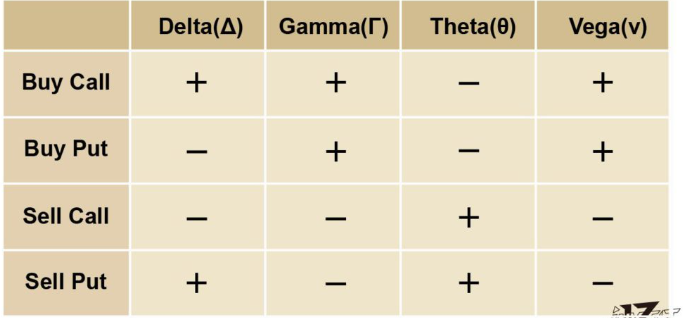 Delta(Δ) Gamma(Γ) Theta(θ) Vega(ν)
Buy Call + + − +
Buy Put − + − +
Sell Call − − + −
Sell Put + − + −